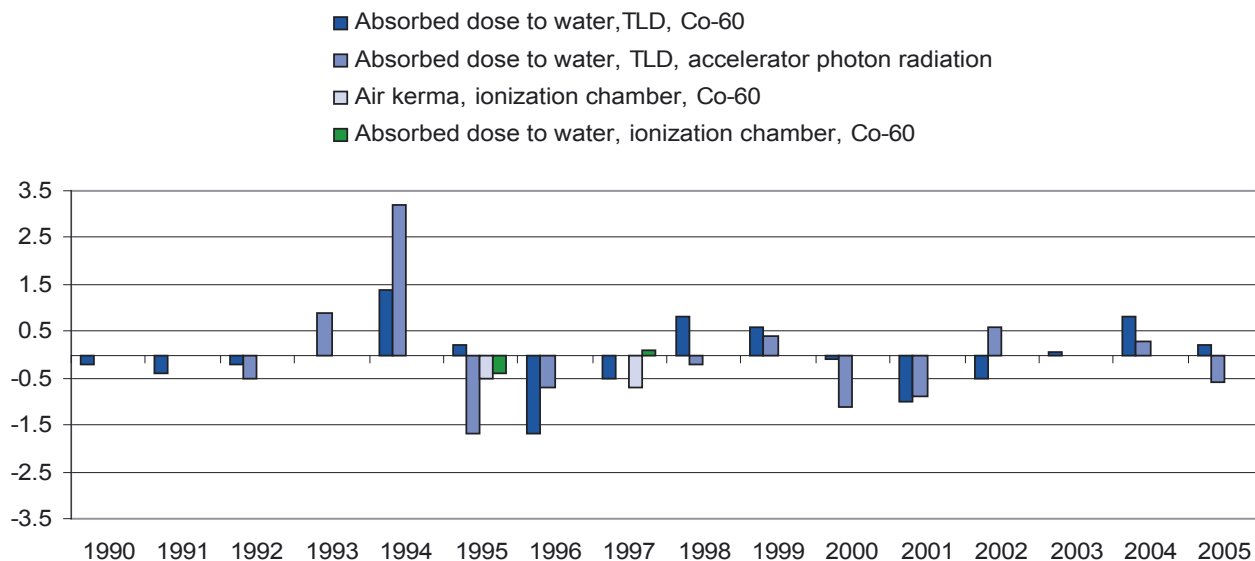 Absorbed dose to water,TLD, Co-60
Absorbed dose to water, TLD, accelerator photon radiation
Air kerma, ionization chamber, Co-60
Absorbed dose to water, ionization chamber, Co-60
3.5
2.5
1.5
0.5
-0.5
-1.5
-2.5
-3.5
1990 1991 1992 1993 1994 1995 1996 1997 1998 1999 2000 2001 2002 2003 2004 2005